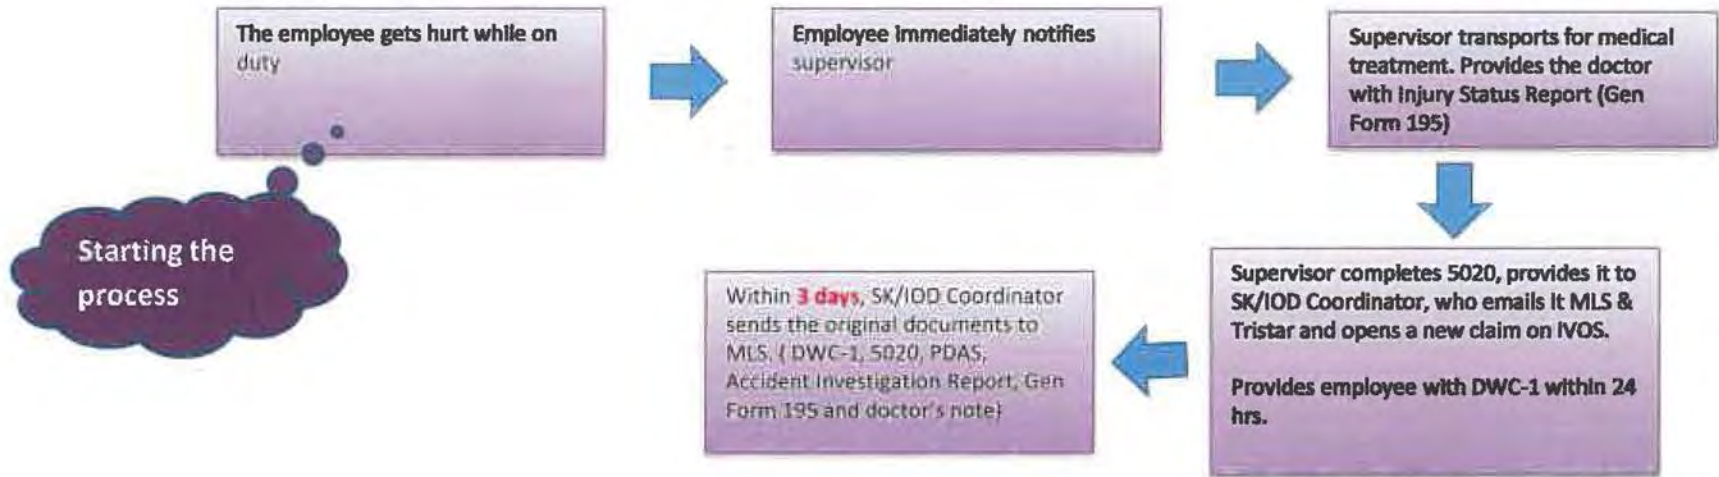 The employee gets hurt while on
duty
Employee immediately notifies
supervisor
Supervisor transports for medical
treatment. Provides the doctor
with Injury Status Report (Gen
Form 195)
Starting the
process
Supervisor completes 5020, provides it to
SK/IOD Coordinator, who emails it MLS &
Tristar and opens a new claim on IVOS.
Provides employee with DWC-1 within 24
hrs.
Within 3 days, SK/IOD Coordinator
sends the original documents to
MLS. ( DWC-1, 5020, PDAS,
Accident Investigation Report, Gen
Form 195 and doctor's note)